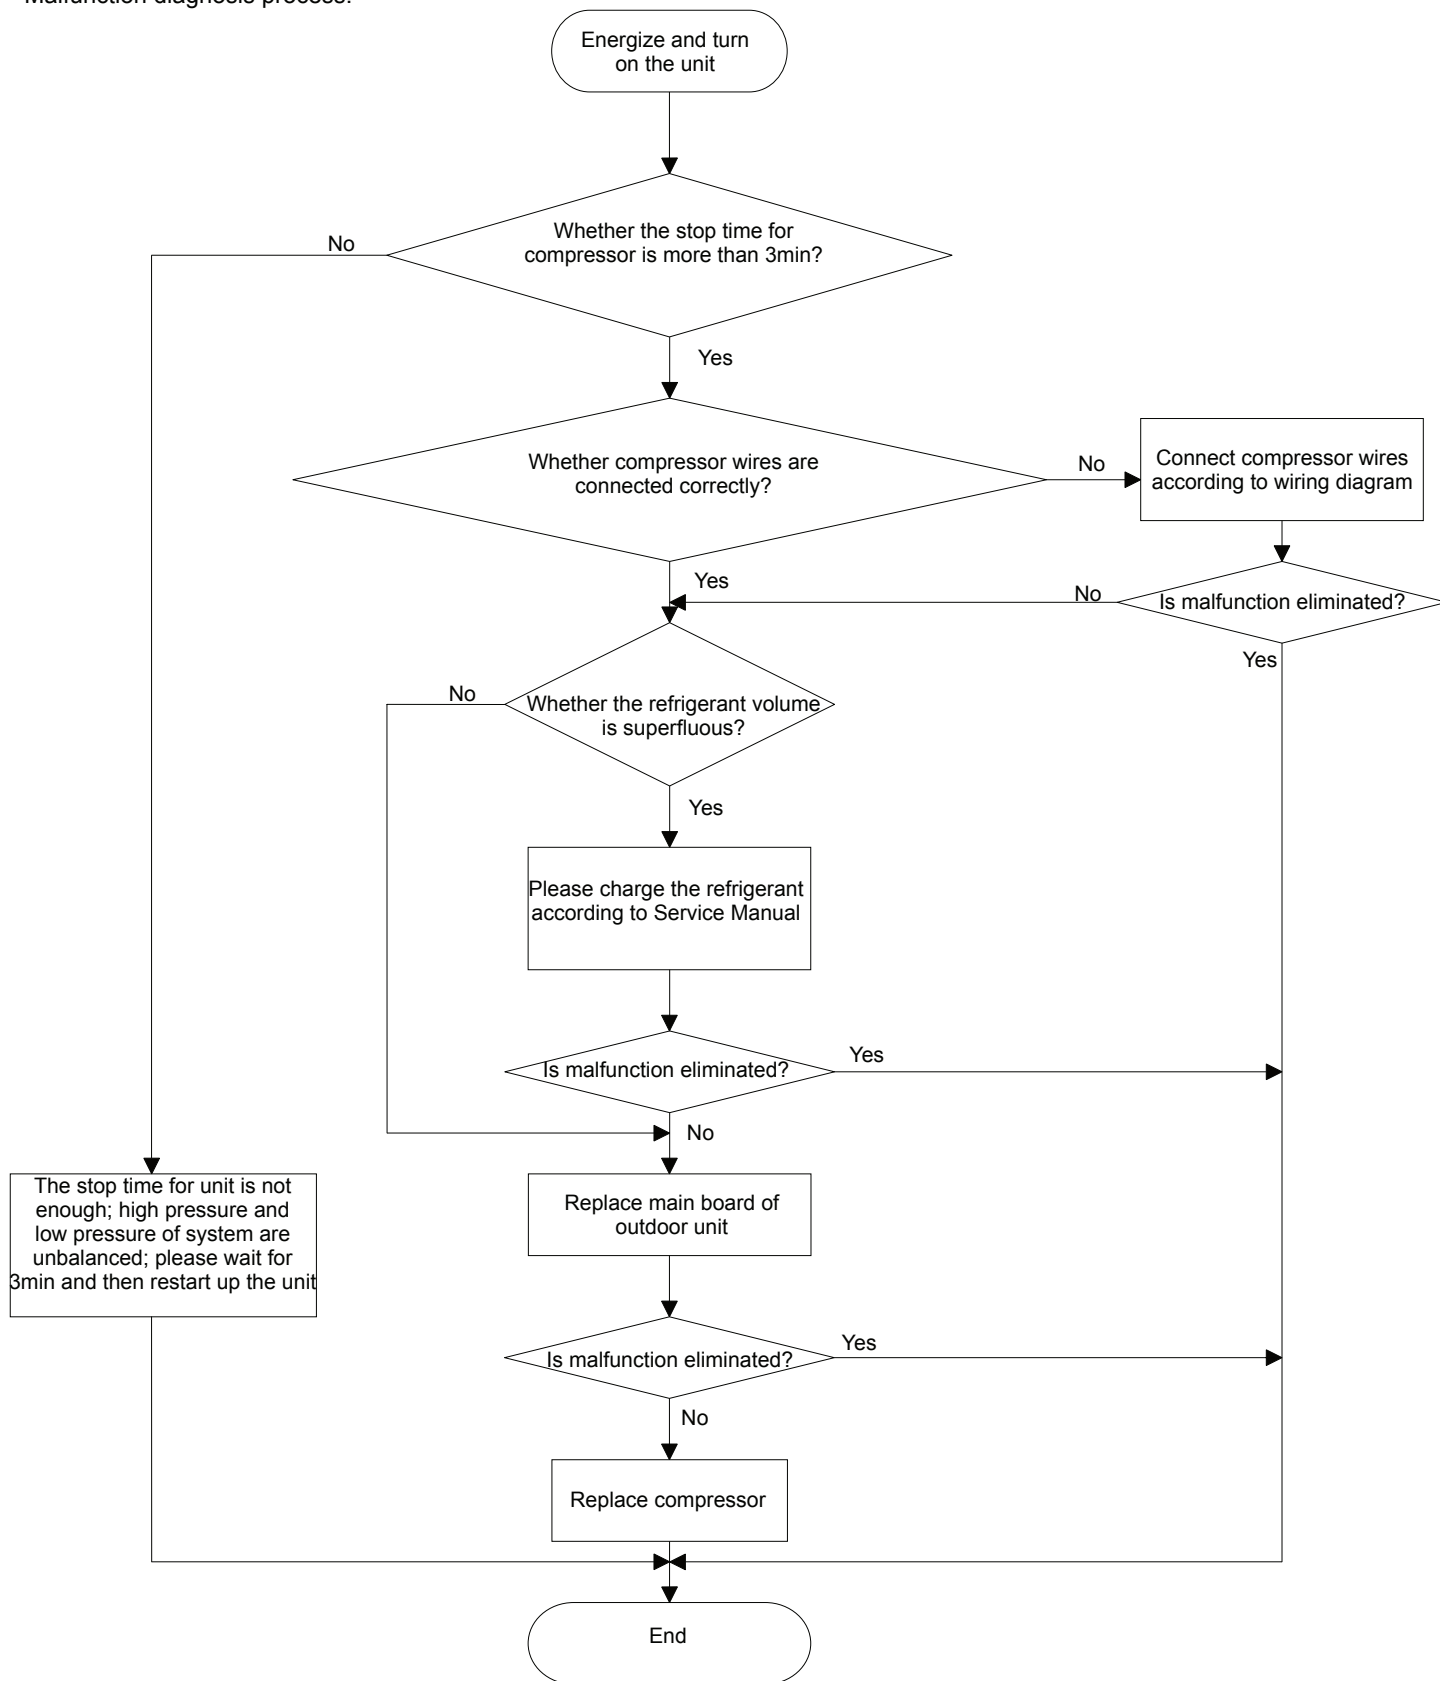 Malfunction diagnosis process:
Energize and turn
on the unit
Whether the stop time for
compressor is more than 3min?
No
Yes
Whether compressor wires are
connected correctly?
No
Connect compressor wires
according to wiring diagram
Yes
No
Is malfunction eliminated?
Yes
No
Whether the refrigerant volume
is superfluous?
Yes
Please charge the refrigerant
according to Service Manual
Is malfunction eliminated?
Yes
No
The stop time for unit is not
enough; high pressure and
low pressure of system are
unbalanced; please wait for
3min and then restart up the unit
Replace main board of
outdoor unit
Is malfunction eliminated?
Yes
No
Replace compressor
End